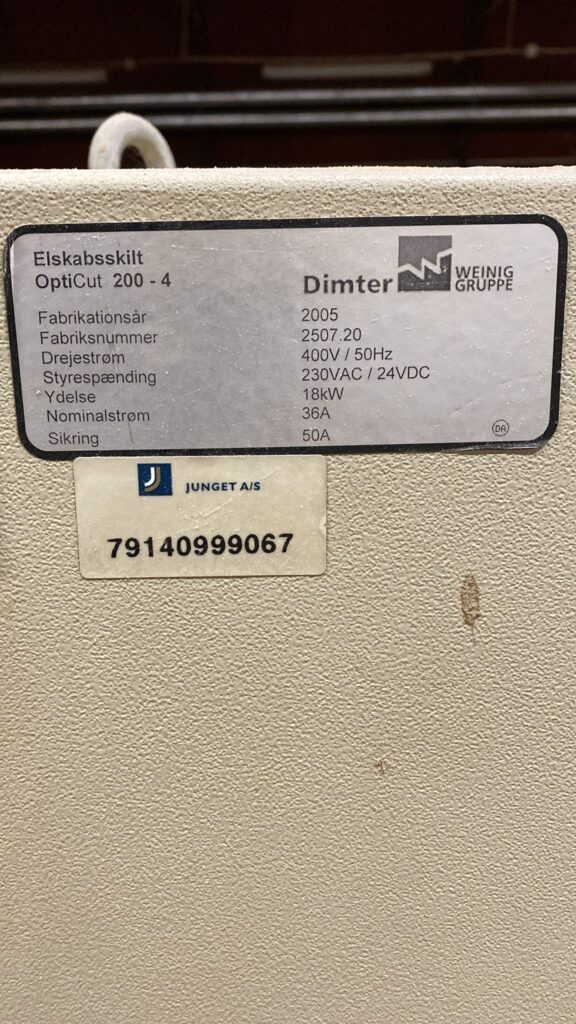 Elskabsskilt
OptiCut 200 - 4
Dimter WEINIG
GRUPPE
Fabrikationsår 2005
Fabriksnummer 2507.20
Drejestrøm 400V / 50Hz
Styrespænding 230VAC / 24VDC
Ydelse 18kW
Nominalstrøm 36A
Sikring 50A
DA
JUNGET A/S
79140999067